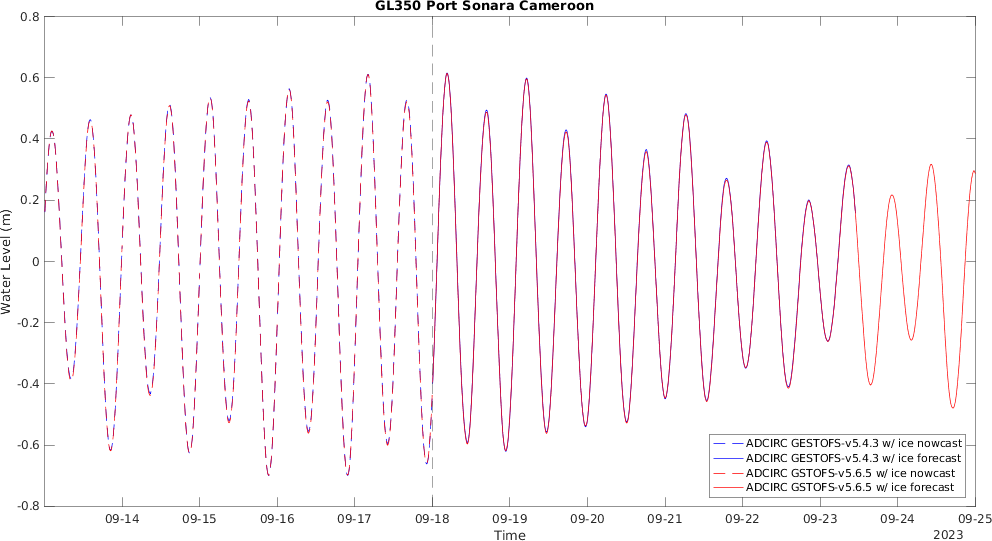 GL350 Port Sonara Cameroon
0.8
0.6
0.4
0.2
0
-0.2
-0.4
-0.6
-0.8
Water Level (m)
ADCIRC GESTOFS-v5.4.3 w/ ice nowcast
ADCIRC GESTOFS-v5.4.3 w/ ice forecast
ADCIRC GSTOFS-v5.6.5 w/ ice nowcast
ADCIRC GSTOFS-v5.6.5 w/ ice forecast
09-14 09-15 09-16 09-17 09-18 09-19 09-20 09-21 09-22 09-23 09-24 09-25
Time
2023